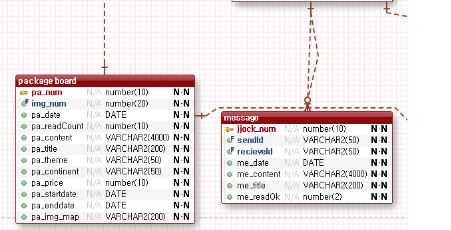 package board
pa_num N/A number(10) N-N
img_num N/A number(20) N-N
pa_date N/A DATE N-N
pa_readCount N/A number(10) N-N
pa_content N/A VARCHAR2(4000) N-N
pa_title N/A VARCHAR2(200) N-N
pa_theme N/A VARCHAR2(50) N-N
pa_continent N/A VARCHAR2(50) N-N
pa_price N/A number(10) N-N
pa_startdate N/A DATE N-N
pa_enddate N/A DATE N-N
pa_img_map N/A VARCHAR2(200) N-N
message
jjock_num N/A number(10) N-N
sendId N/A VARCHAR2(50) N-N
recieveId N/A VARCHAR2(50) N-N
me_date N/A DATE N-N
me_content N/A VARCHAR2(4000) N-N
me_title N/A VARCHAR2(200) N-N
me_readOk N/A number(2) N-N